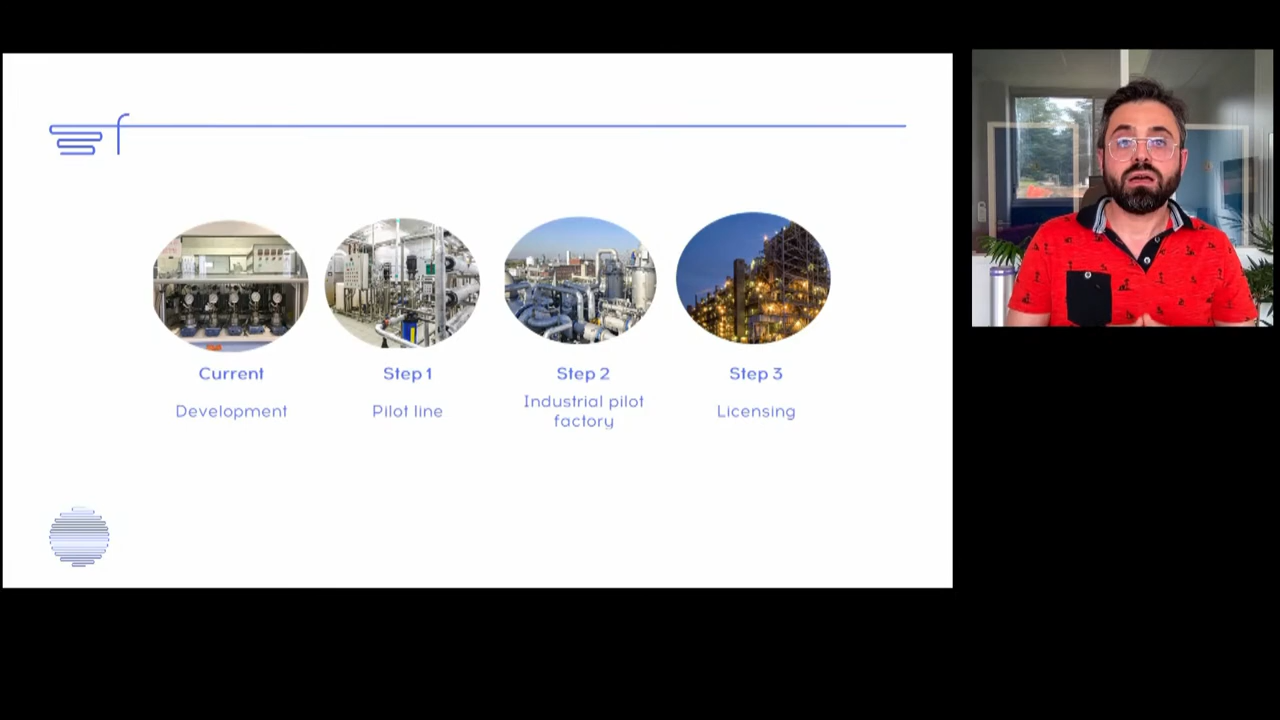 Current
Step 1
Step 2
Step 3
Development
Pilot line
Industrial pilot
factory
Licensing